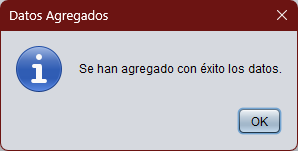 Datos Agregados
Se han agregado con éxito los datos.
OK